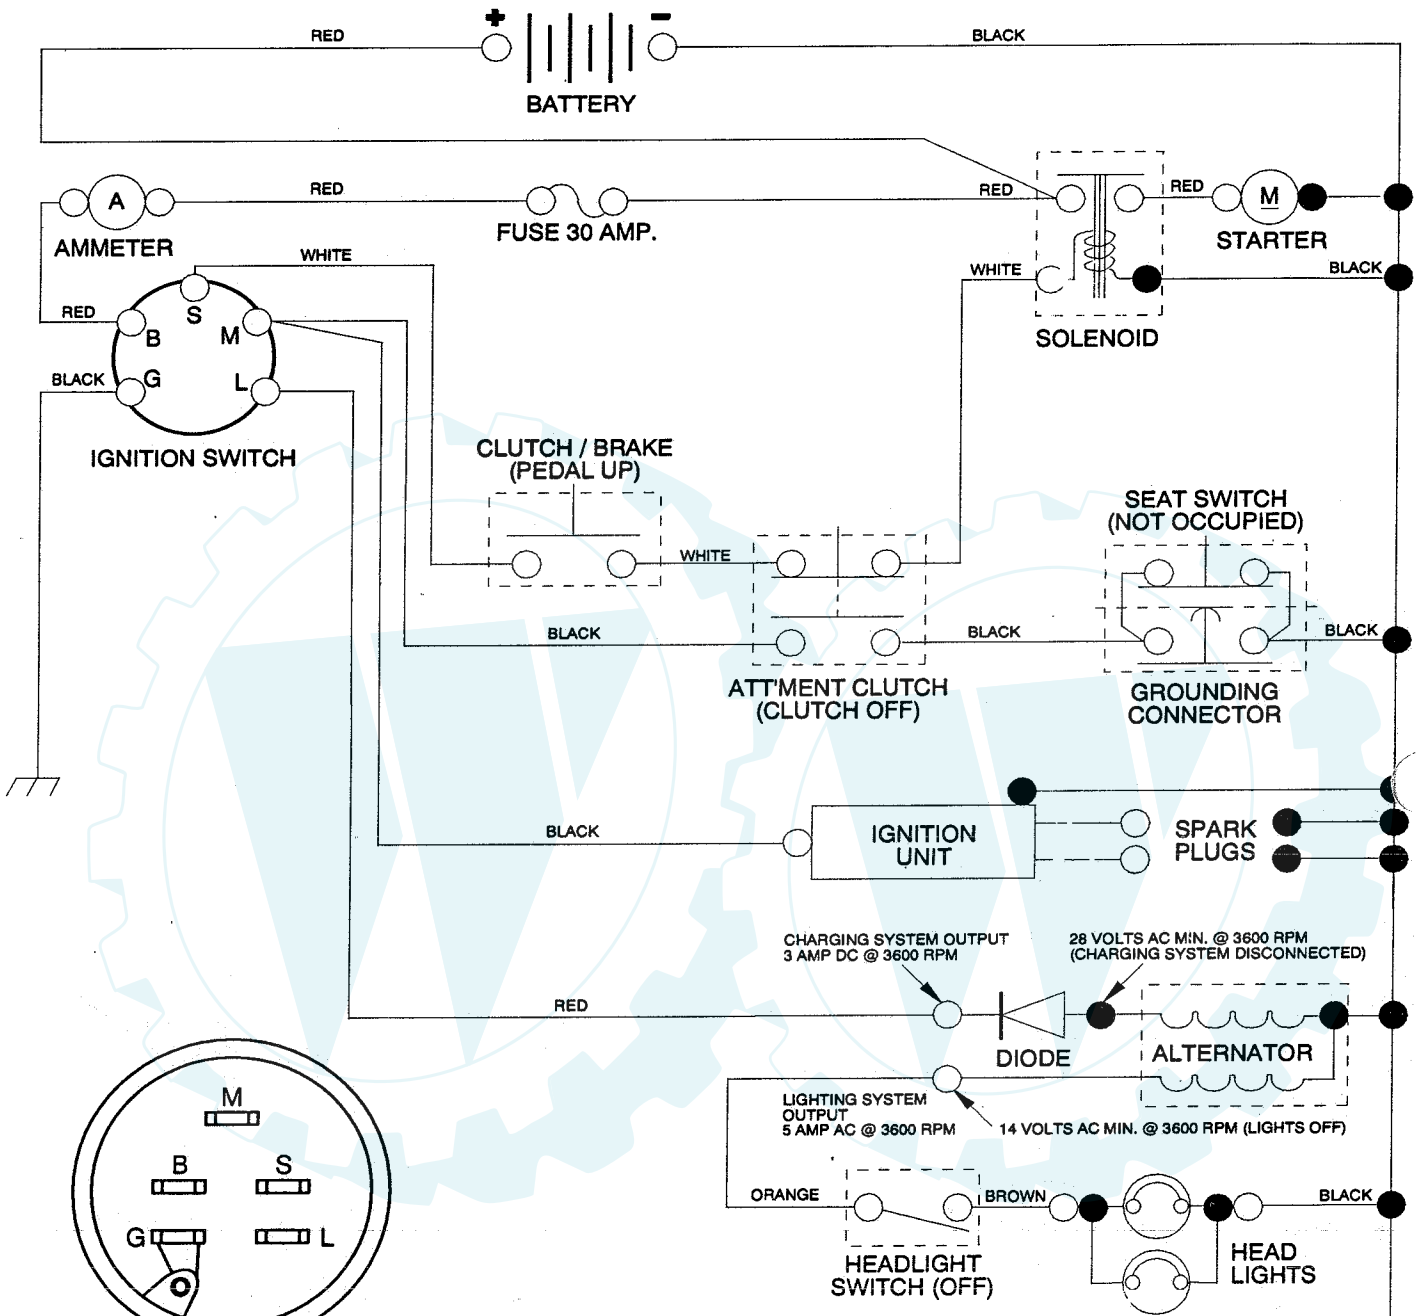 + −
RED
BLACK
BATTERY
A
RED
RED
RED
M
AMMETER
FUSE 30 AMP.
STARTER
WHITE
WHITE
BLACK
S
RED
B
M
SOLENOID
BLACK
G
L
IGNITION SWITCH
CLUTCH / BRAKE
(PEDAL UP)
SEAT SWITCH
(NOT OCCUPIED)
WHITE
BLACK
BLACK
BLACK
ATT'MENT CLUTCH
(CLUTCH OFF)
GROUNDING
CONNECTOR
BLACK
IGNITION
UNIT
SPARK
PLUGS
CHARGING SYSTEM OUTPUT
3 AMP DC @ 3600 RPM
28 VOLTS AC MIN. @ 3600 RPM
(CHARGING SYSTEM DISCONNECTED)
RED
DIODE
ALTERNATOR
LIGHTING SYSTEM
OUTPUT
5 AMP AC @ 3600 RPM
14 VOLTS AC MIN. @ 3600 RPM (LIGHTS OFF)
M
B
S
G
L
ORANGE
BROWN
BLACK
HEADLIGHT
SWITCH (OFF)
HEAD
LIGHTS